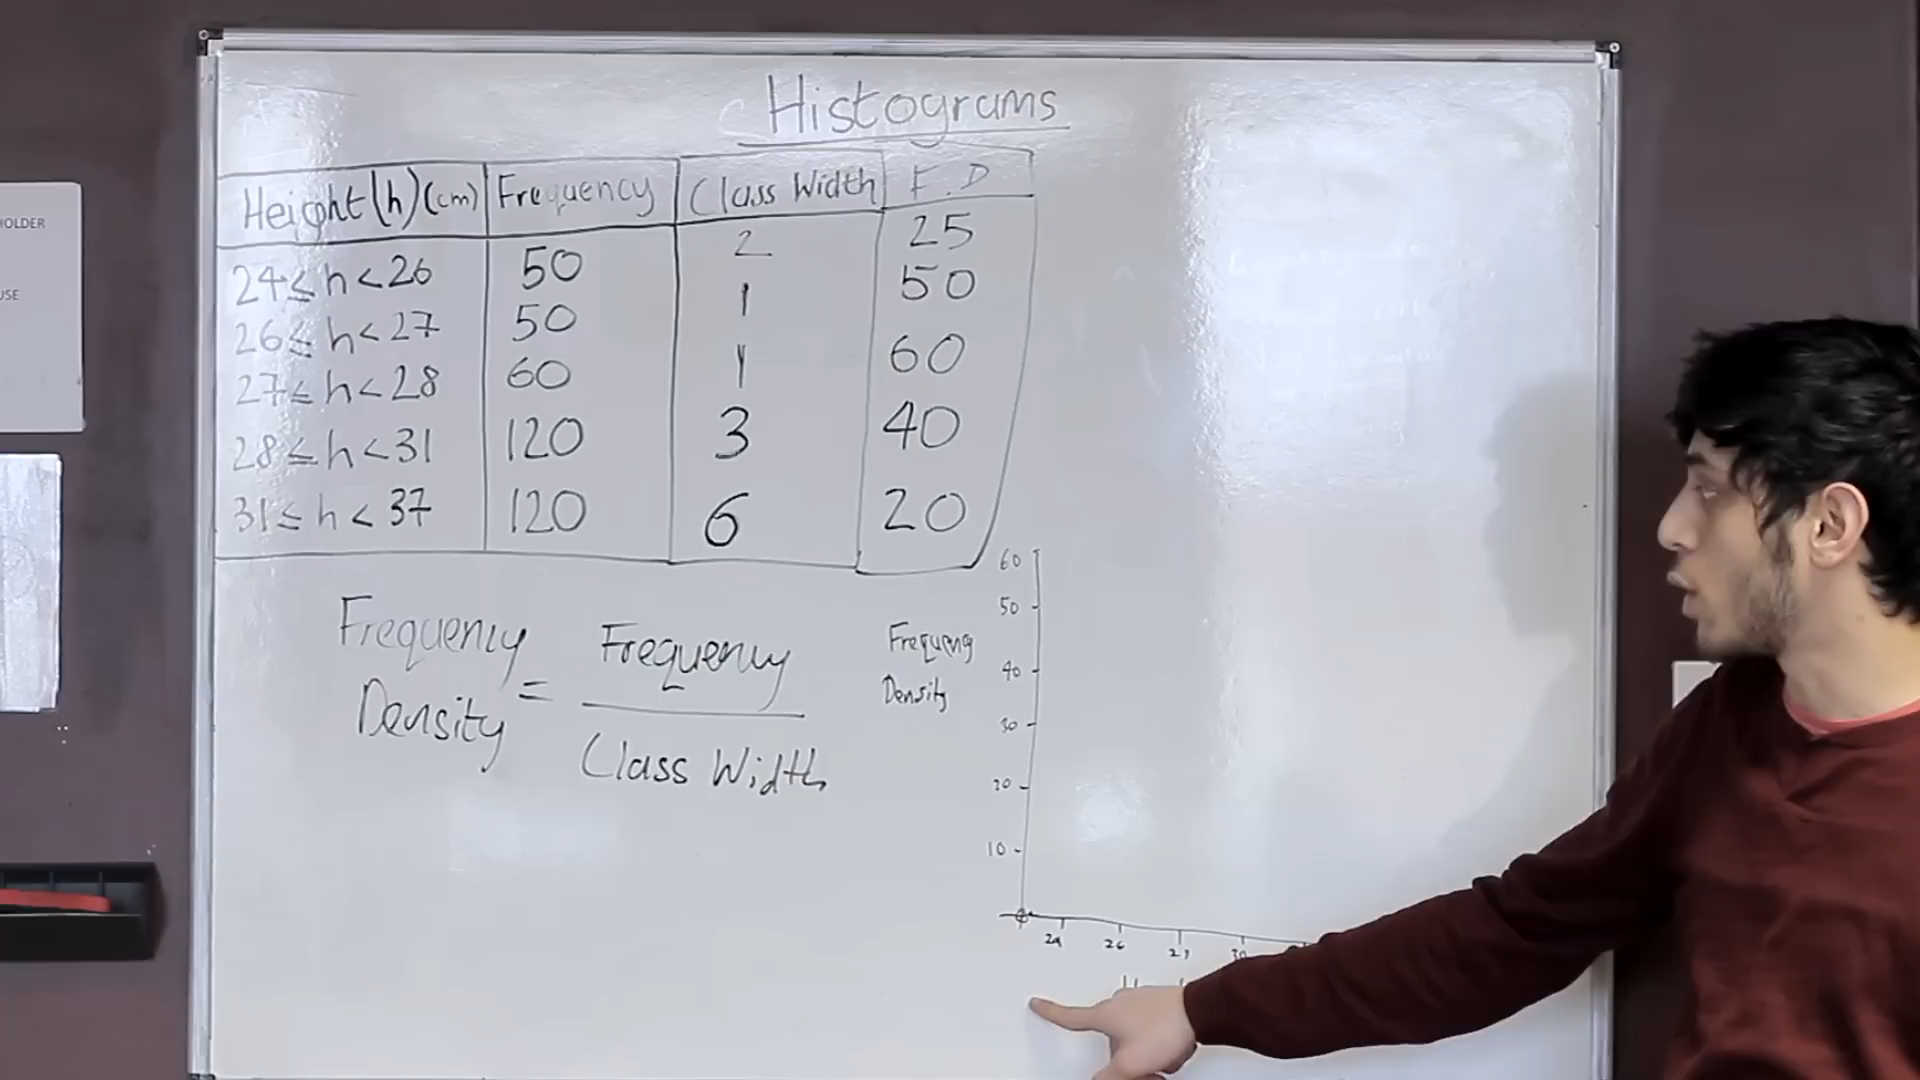 Histograms
Height (h) (cm) Frequency Class Width F.D
24 ≤ h < 26 50 2 25
26 ≤ h < 27 50 1 50
27 ≤ h < 28 60 1 60
28 ≤ h < 31 120 3 40
31 ≤ h < 37 120 6 20
Frequency Density = Frequency
Class Width
Frequency
Density
60
50
40
30
20
10
24 26 30
HOLDER
USE